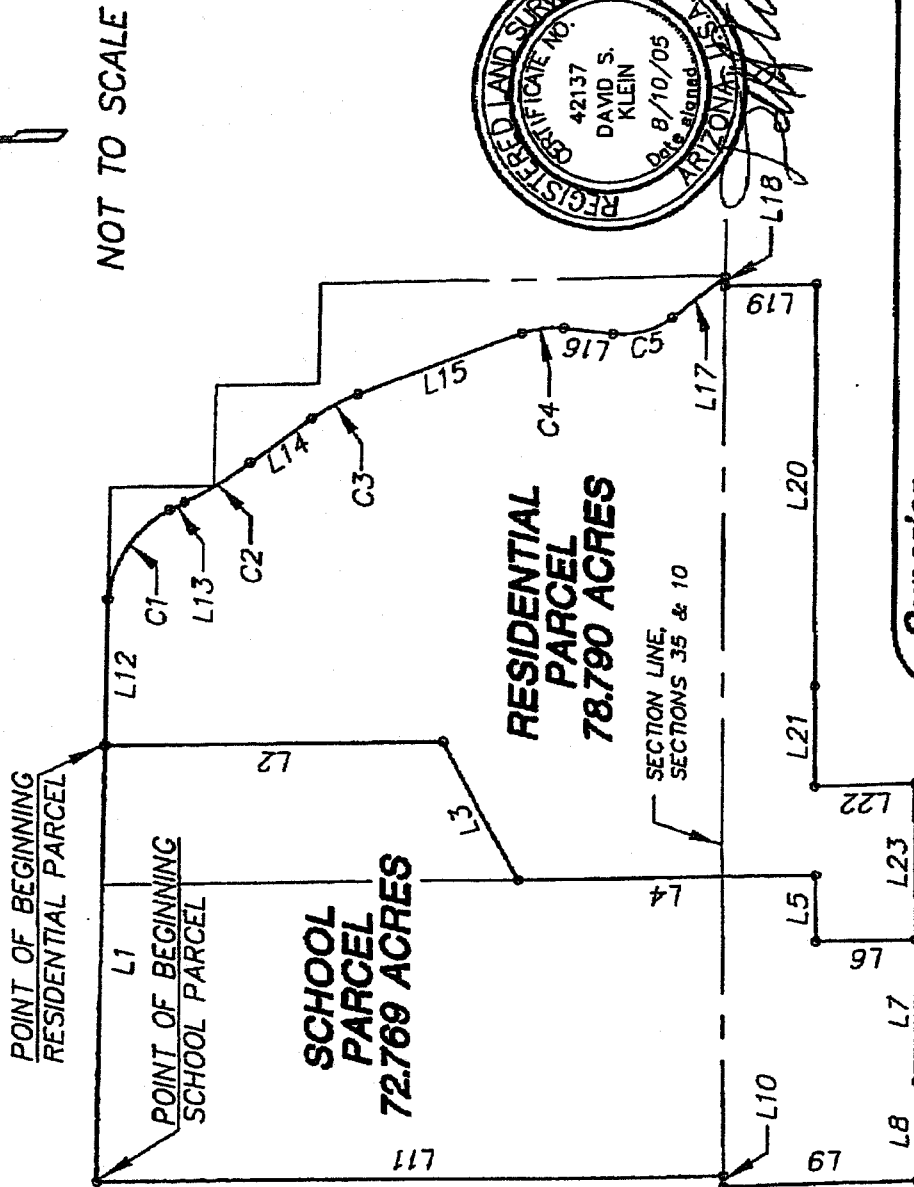 POINT OF BEGINNING
RESIDENTIAL PARCEL
NOT TO SCALE
L1
POINT OF BEGINNING
SCHOOL PARCEL
L12
C1
L13
C2
L14
C3
L15
C4
L16
C5
L17
L18
L19
L2
L3
L4
SCHOOL
PARCEL
72.769 ACRES
RESIDENTIAL
PARCEL
78.790 ACRES
SECTION LINE,
SECTIONS 35 & 10
L11
L10
L9
L8
L7
L6
L5
L20
L21
L22
L23
REGISTERED LAND
CERTIFICATE NO.
42137
DAVID S.
KLEIN
8/10/05
Date signed
ARIZONA, U.S.A.